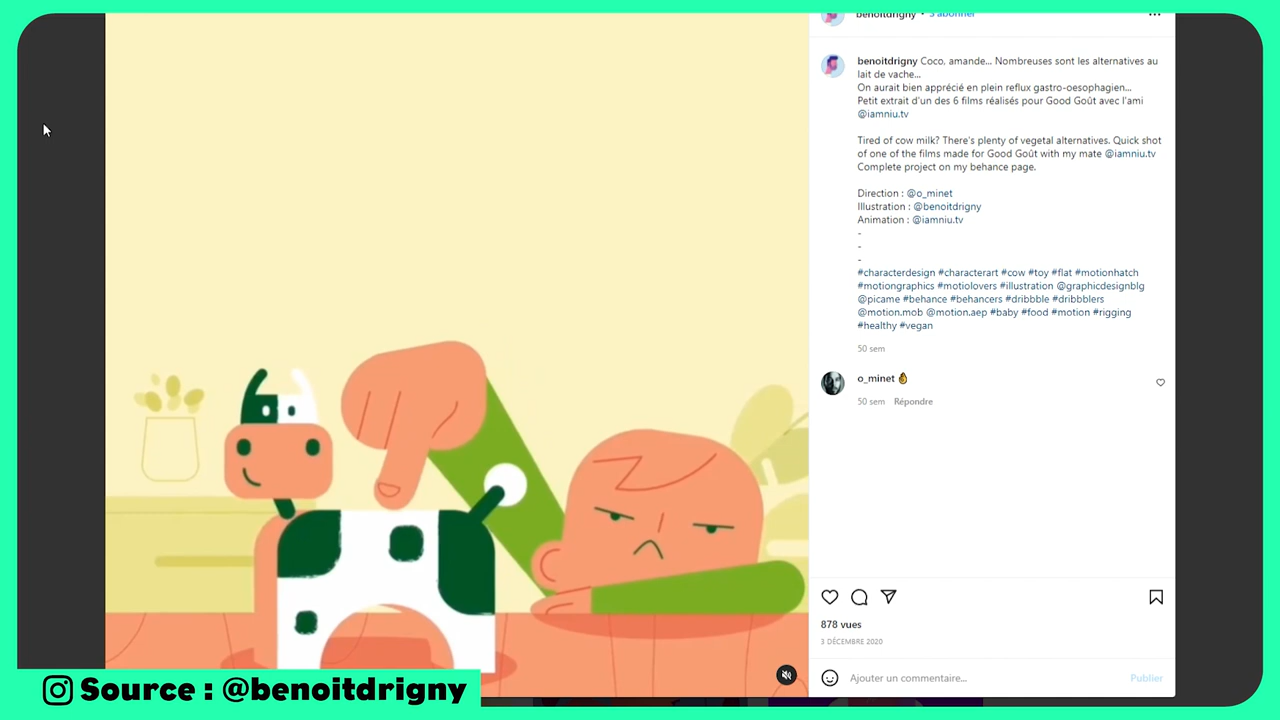 benoitdrigny • S'abonner
benoitdrigny Coco, amande... Nombreuses sont les alternatives au
lait de vache...
On aurait bien apprécié en plein reflux gastro-oesophagien...
Petit extrait d'un des 6 films réalisés pour Good Goût avec l'ami
@iamniu.tv
Tired of cow milk? There's plenty of vegetal alternatives. Quick shot
of one of the films made for Good Goût with my mate @iamniu.tv
Complete project on my behance page.
Direction : @o_minet
Illustration : @benoitdrigny
Animation : @iamniu.tv
-
-
-
#characterdesign #characterart #cow #toy #flat #motionhatch
#motiongraphics #motiolovers #illustration @graphicdesignblg
@picame #behance #behancers #dribbble #dribbblers
@motion.mob @motion.aep #baby #food #motion #rigging
#healthy #vegan
50 sem
o_minet 👌
50 sem Répondre
878 vues
3 DÉCEMBRE 2020
Ajouter un commentaire... Publier
Source : @benoitdrigny